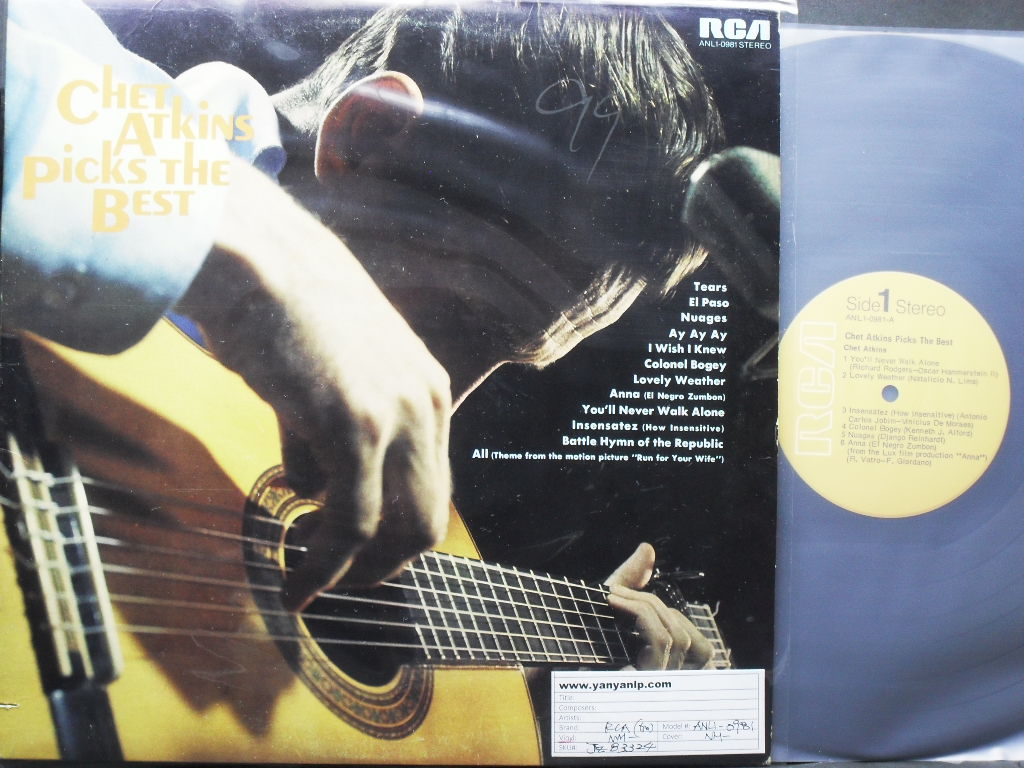 RCA
ANL1-0981 STEREO
99
CHET
ATKINS
PICKS THE
BEST
Tears
El Paso
Nuages
Ay Ay Ay
I Wish I Knew
Colonel Bogey
Lovely Weather
Anna (El Negro Zumbon)
You'll Never Walk Alone
Insensatez (How Insensitive)
Battle Hymn of the Republic
All (Theme from the motion picture "Run for Your Wife")
www.yanyanlp.com
Title:
Composers:
Artists:
Brand: RCA Model #: ANL1-0981
Vinyl: NM- Cover: NM-
SKU#: 83324
RCA
Side 1 Stereo
ANL1-0981-A
Chet Atkins Picks The Best
Chet Atkins
1 You'll Never Walk Alone
(Richard Rodgers—Oscar Hammerstein II)
2 Lovely Weather (Natalicio N. Lima)
3 Insensatez (How Insensitive) (Antonio
Carlos Jobin—Vinicius De Moraes)
4 Colonel Bogey (Kenneth J. Alford)
5 Nuages (Django Reinhardt)
6 Anna (El Negro Zumbon)
(from the Lux film production "Anna")
(R. Vatro—F. Giordano)